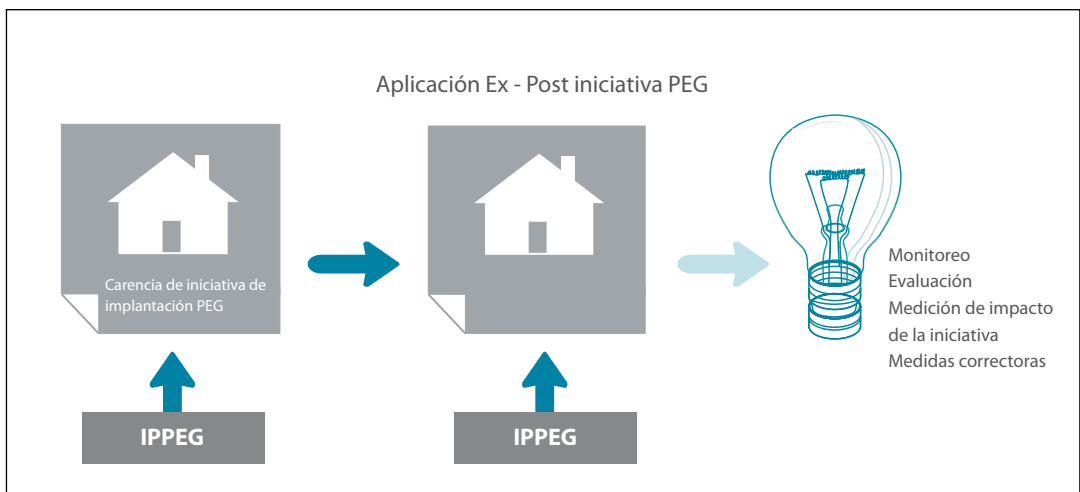 Aplicación Ex - Post iniciativa PEG
Carencia de iniciativa de
implantación PEG
Monitoreo
Evaluación
Medición de impacto
de la iniciativa
Medidas correctoras
IPPEG
IPPEG